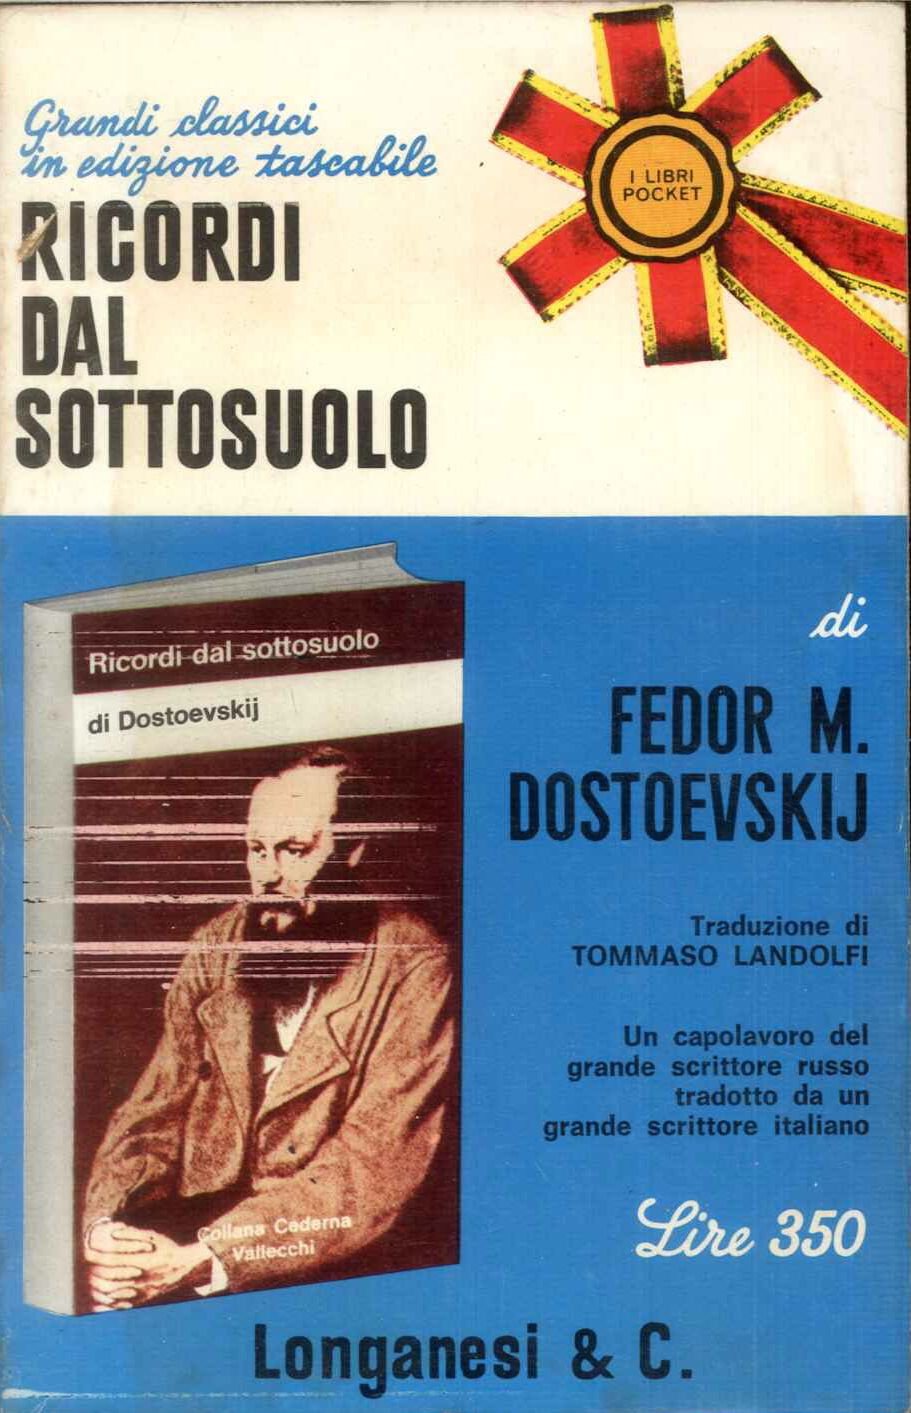 Grandi classici
in edizione tascabile
RICORDI
DAL
SOTTOSUOLO
I LIBRI
POCKET
Ricordi dal sottosuolo
di Dostoevskij
Collana Cederna
Vallecchi
di
FEDOR M.
DOSTOEVSKIJ
Traduzione di
TOMMASO LANDOLFI
Un capolavoro del
grande scrittore russo
tradotto da un
grande scrittore italiano
Lire 350
Longanesi & C.